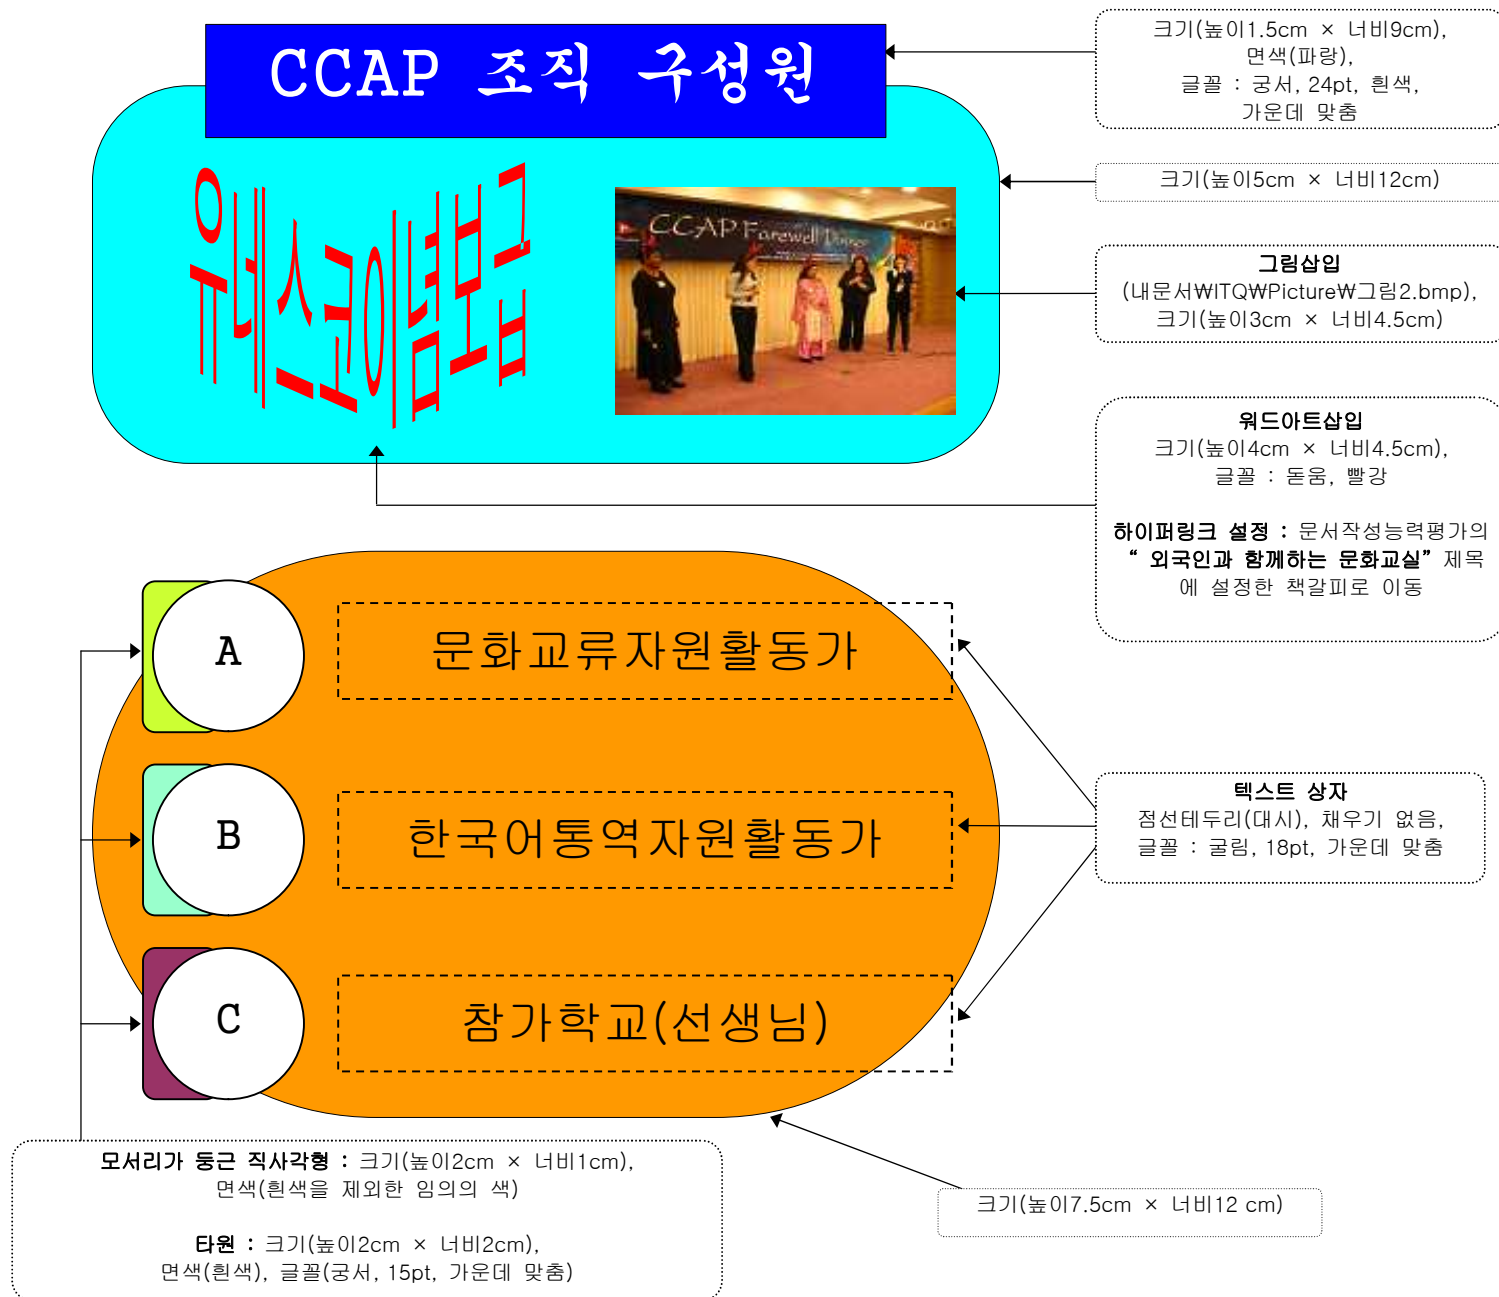 CCAP 조직 구성원
크기(높이1.5cm × 너비9cm),
면색(파랑),
글꼴 : 궁서, 24pt, 흰색,
가운데 맞춤
크기(높이5cm × 너비12cm)
유네스코이념보급
CCAP Farewell Dinner
그림삽입
(내문서₩ITQ₩Picture₩그림2.bmp),
크기(높이3cm × 너비4.5cm)
워드아트삽입
크기(높이4cm × 너비4.5cm),
글꼴 : 돋움, 빨강
하이퍼링크 설정 : 문서작성능력평가의
“ 외국인과 함께하는 문화교실” 제목
에 설정한 책갈피로 이동
A
문화교류자원활동가
B
한국어통역자원활동가
텍스트 상자
점선테두리(대시), 채우기 없음,
글꼴 : 굴림, 18pt, 가운데 맞춤
C
참가학교(선생님)
모서리가 둥근 직사각형 : 크기(높이2cm × 너비1cm),
면색(흰색을 제외한 임의의 색)
타원 : 크기(높이2cm × 너비2cm),
면색(흰색), 글꼴(궁서, 15pt, 가운데 맞춤)
크기(높이7.5cm × 너비12 cm)